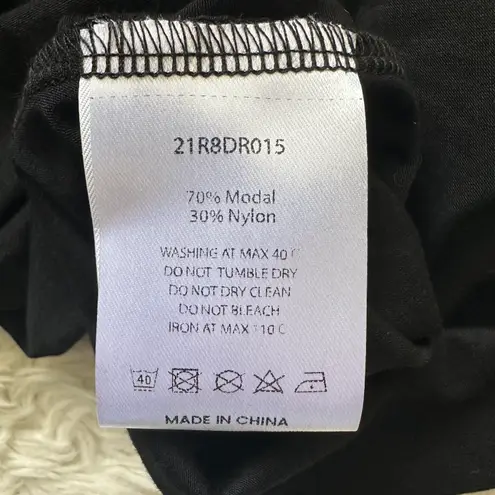 21R8DR015
70% Modal
30% Nylon
WASHING AT MAX 40 C
DO NOT TUMBLE DRY
DO NOT DRY CLEAN
DO NOT BLEACH
IRON AT MAX 110 C
40
MADE IN CHINA